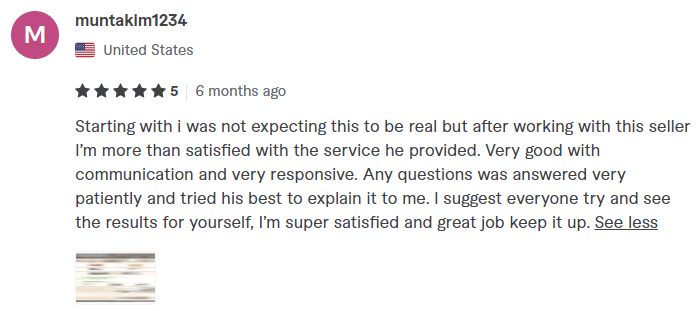 M
muntakim1234
United States
5 6 months ago
Starting with i was not expecting this to be real but after working with this seller
I'm more than satisfied with the service he provided. Very good with
communication and very responsive. Any questions was answered very
patiently and tried his best to explain it to me. I suggest everyone try and see
the results for yourself, I'm super satisfied and great job keep it up. See less